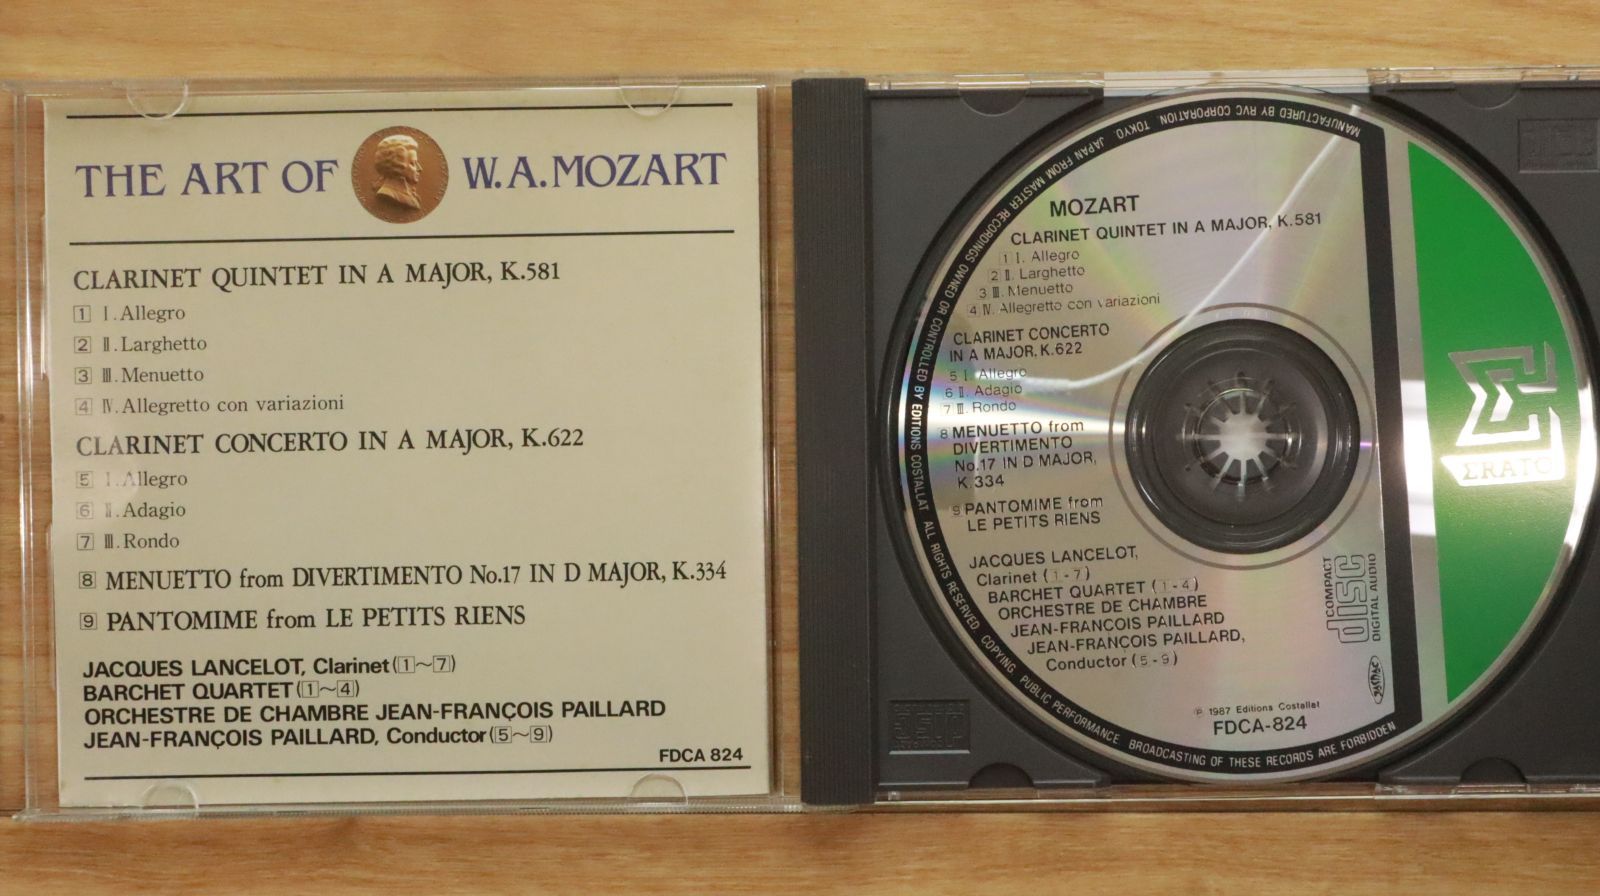 THE ART OF W.A.MOZART
CLARINET QUINTET IN A MAJOR, K.581
1 Ⅰ.Allegro
2 Ⅱ.Larghetto
3 Ⅲ.Menuetto
4 Ⅳ.Allegretto con variazioni
CLARINET CONCERTO IN A MAJOR, K.622
5 Ⅰ.Allegro
6 Ⅱ.Adagio
7 Ⅲ.Rondo
8 MENUETTO from DIVERTIMENTO No.17 IN D MAJOR, K.334
9 PANTOMIME from LE PETITS RIENS
JACQUES LANCELOT, Clarinet(1~7)
BARCHET QUARTET(1~4)
ORCHESTRE DE CHAMBRE JEAN-FRANÇOIS PAILLARD
JEAN-FRANÇOIS PAILLARD, Conductor(5~9)
FDCA 824
MANUFACTURED BY RVC CORPORATION, TOKYO, JAPAN FROM MASTER RECORDINGS OWNED OR CONTROLLED BY EDITIONS COSTALLAT ALL RIGHTS RESERVED. COPYING, PUBLIC PERFORMANCE, BROADCASTING OF THESE RECORDS ARE FORBIDDEN
MOZART
CLARINET QUINTET IN A MAJOR, K.581
1 Ⅰ. Allegro
2 Ⅱ. Larghetto
3 Ⅲ. Menuetto
4 Ⅳ. Allegretto con variazioni
CLARINET CONCERTO
IN A MAJOR, K.622
5 Ⅰ. Allegro
6 Ⅱ. Adagio
7 Ⅲ. Rondo
8 MENUETTO from
DIVERTIMENTO
No.17 IN D MAJOR,
K.334
9 PANTOMIME from
LE PETITS RIENS
JACQUES LANCELOT,
Clarinet (1-7)
BARCHET QUARTET (1-4)
ORCHESTRE DE CHAMBRE
JEAN-FRANÇOIS PAILLARD
JEAN-FRANÇOIS PAILLARD,
Conductor (5-9)
℗ 1987 Editions Costallat
FDCA-824
COMPACT
disc
DIGITAL AUDIO
JASRAC
ERATO